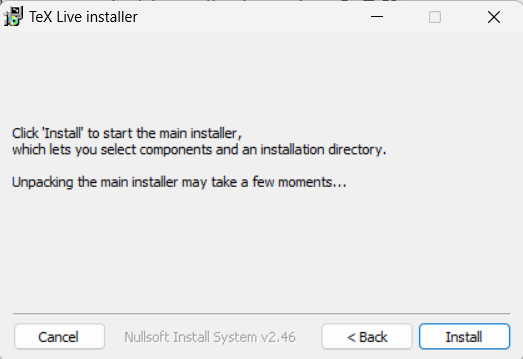 TeX Live installer
Click 'Install' to start the main installer,
which lets you select components and an installation directory.
Unpacking the main installer may take a few moments...
Cancel
Nullsoft Install System v2.46
< Back
Install